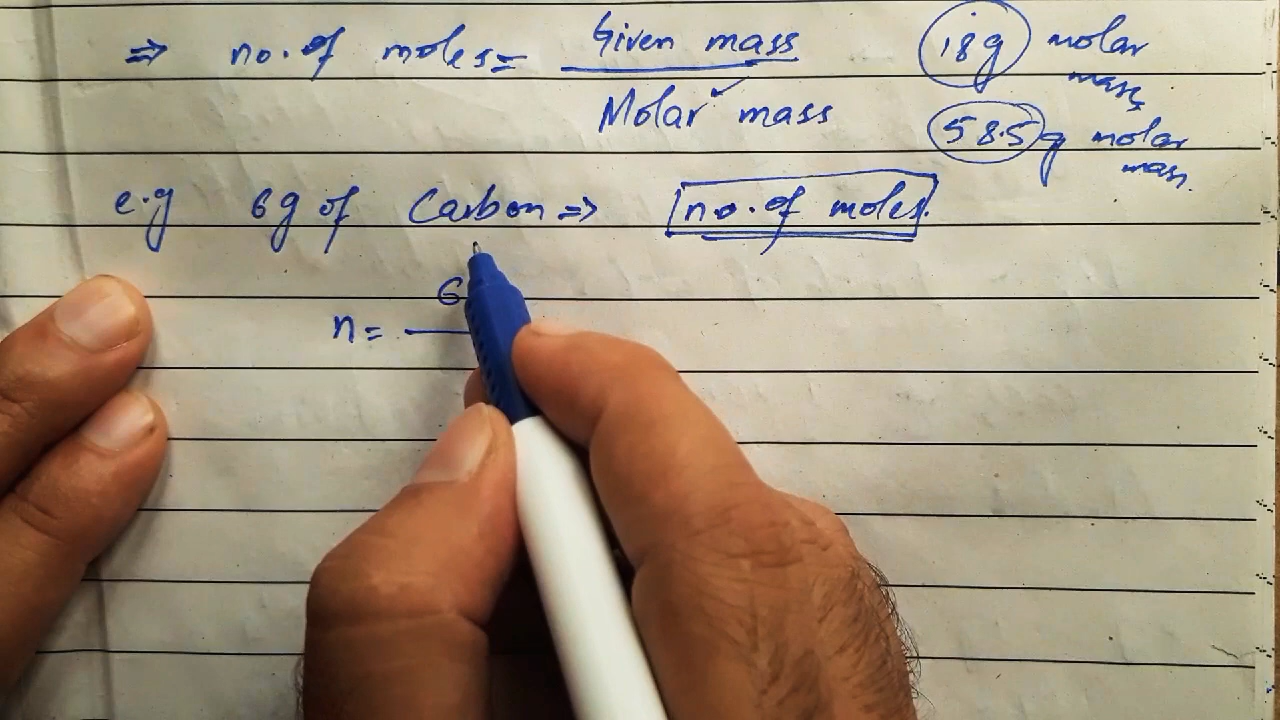 ⇒ no. of moles = Given mass
Molar ✓ mass
18g molar
mass
58.5g molar
mass.
e.g 6g of Carbon ⇒ no. of moles.
6
n =